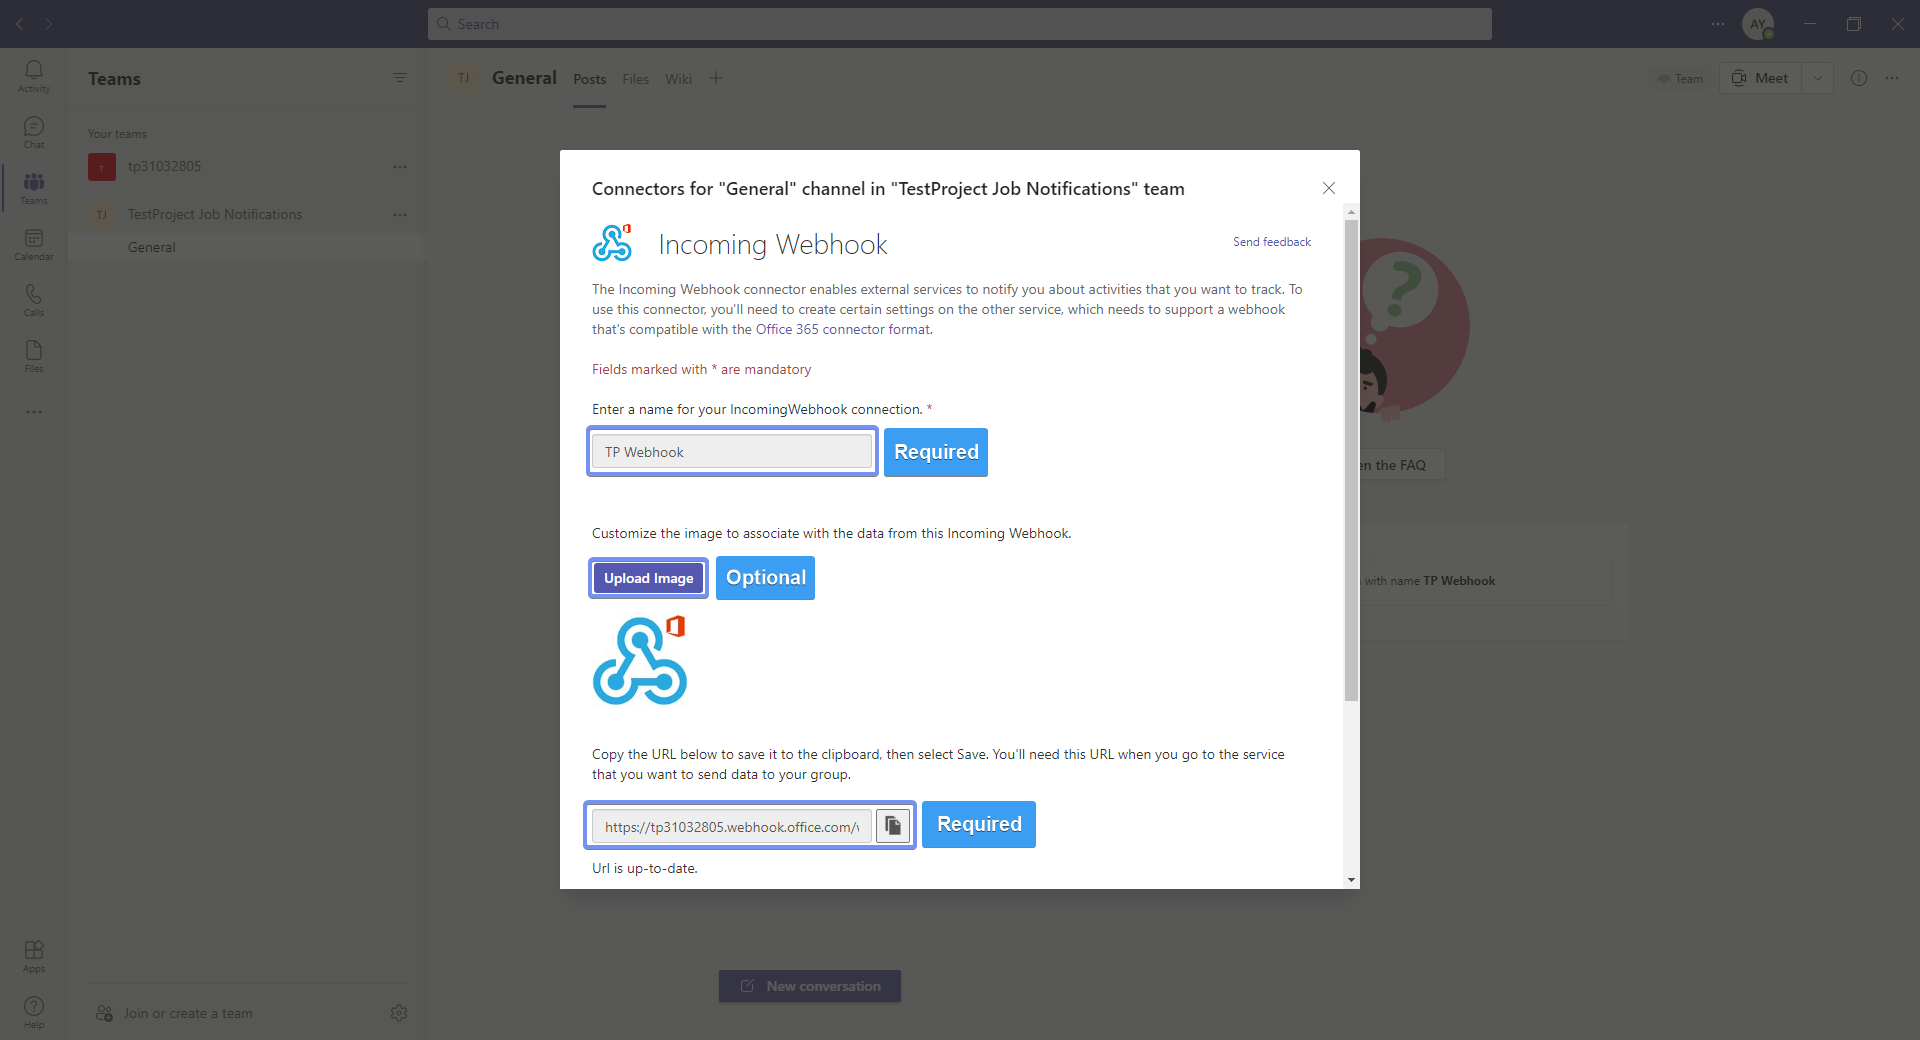 Search
AY
Activity
Chat
Teams
Calendar
Calls
Files
Apps
Help
Teams
Your teams
t
tp31032805
TJ
TestProject Job Notifications
General
Join or create a team
TJ
General
Posts
Files
Wiki
Team
Meet
Connectors for "General" channel in "TestProject Job Notifications" team
Incoming Webhook
Send feedback
The Incoming Webhook connector enables external services to notify you about activities that you want to track. To
use this connector, you'll need to create certain settings on the other service, which needs to support a webhook
that's compatible with the Office 365 connector format.
Fields marked with * are mandatory
Enter a name for your IncomingWebhook connection. *
TP Webhook
Required
Customize the image to associate with the data from this Incoming Webhook.
Upload Image
Optional
Copy the URL below to save it to the clipboard, then select Save. You'll need this URL when you go to the service
that you want to send data to your group.
https://tp31032805.webhook.office.com/
Required
Url is up-to-date.
the FAQ
with name TP Webhook
New conversation